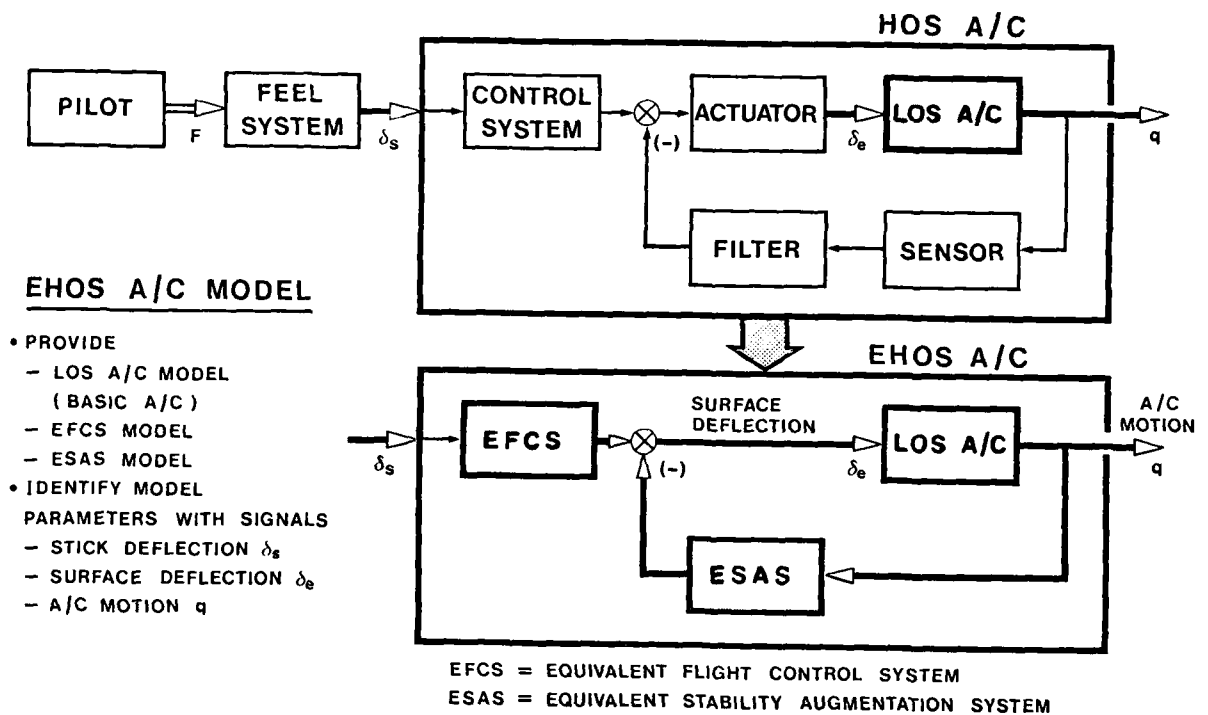 HOS A/C
PILOT
F
FEEL
SYSTEM
δs
CONTROL
SYSTEM
(-)
ACTUATOR
δe
LOS A/C
q
FILTER
SENSOR
EHOS A/C MODEL
• PROVIDE
– LOS A/C MODEL
( BASIC A/C )
– EFCS MODEL
– ESAS MODEL
• IDENTIFY MODEL
PARAMETERS WITH SIGNALS
– STICK DEFLECTION δs
– SURFACE DEFLECTION δe
– A/C MOTION q
EHOS A/C
δs
EFCS
(-)
SURFACE
DEFLECTION
δe
LOS A/C
A/C
MOTION
q
ESAS
EFCS = EQUIVALENT FLIGHT CONTROL SYSTEM
ESAS = EQUIVALENT STABILITY AUGMENTATION SYSTEM